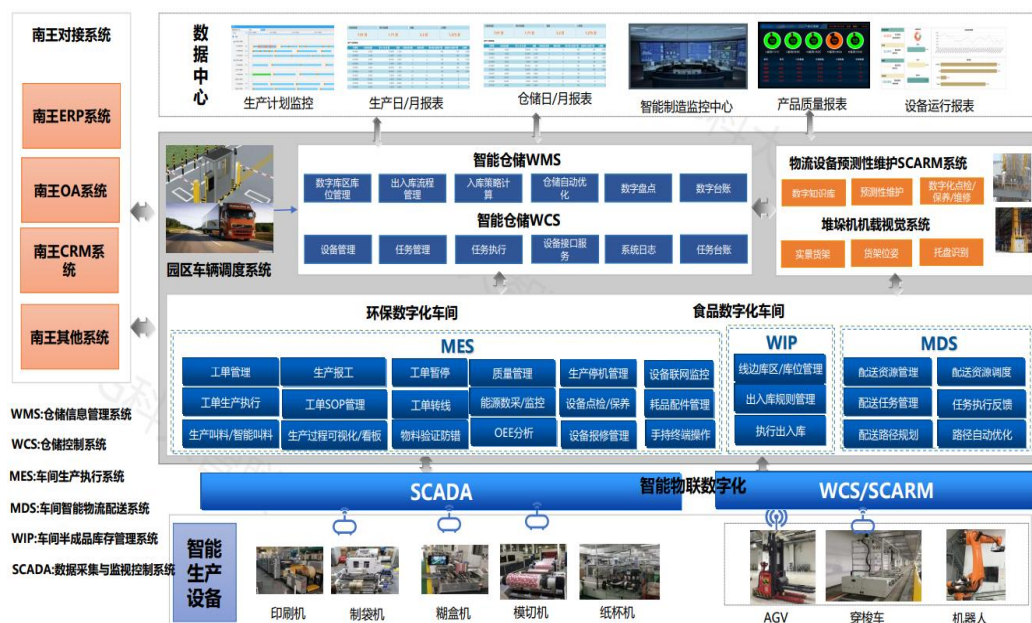 南王对接系统
南王ERP系统
南王OA系统
南王CRM系
统
南王其他系统
数据中心
生产计划监控
生产日/月报表
仓储日/月报表
智能制造监控中心
产品质量报表
设备运行报表
园区车辆调度系统
智能仓储WMS
数字库区库
位管理
出入库流程
管理
入库策略计
算
仓储自动优
化
数字盘点
数字台账
智能仓储WCS
设备管理
任务管理
任务执行
设备接口服
务
系统日志
任务台账
物流设备预测性维护SCARM系统
数字知识库
预测性维护
数字化点检/
保养/维修
堆垛机机载视觉系统
实景货架
货架位姿
托盘识别
环保数字化车间
食品数字化车间
MES
工单管理
生产报工
工单暂停
质量管理
生产停机管理
设备联网监控
工单生产执行
工单SOP管理
工单转线
能源数采/监控
设备点检/保养
耗品配件管理
生产叫料/智能叫料
生产过程可视化/看板
物料验证防错
OEE分析
设备报修管理
手持终端操作
WIP
线边库区/库位管理
出入库规则管理
执行出入库
MDS
配送资源管理
配送资源调度
配送任务管理
任务执行反馈
配送路径规划
路径自动优化
WMS:仓储信息管理系统
WCS:仓储控制系统
MES:车间生产执行系统
MDS:车间智能物流配送系统
WIP:车间半成品库存管理系统
SCADA:数据采集与监视控制系统
SCADA
智能物联数字化
WCS/SCARM
智能
生产
设备
印刷机
制袋机
糊盒机
模切机
纸杯机
AGV
穿梭车
机器人